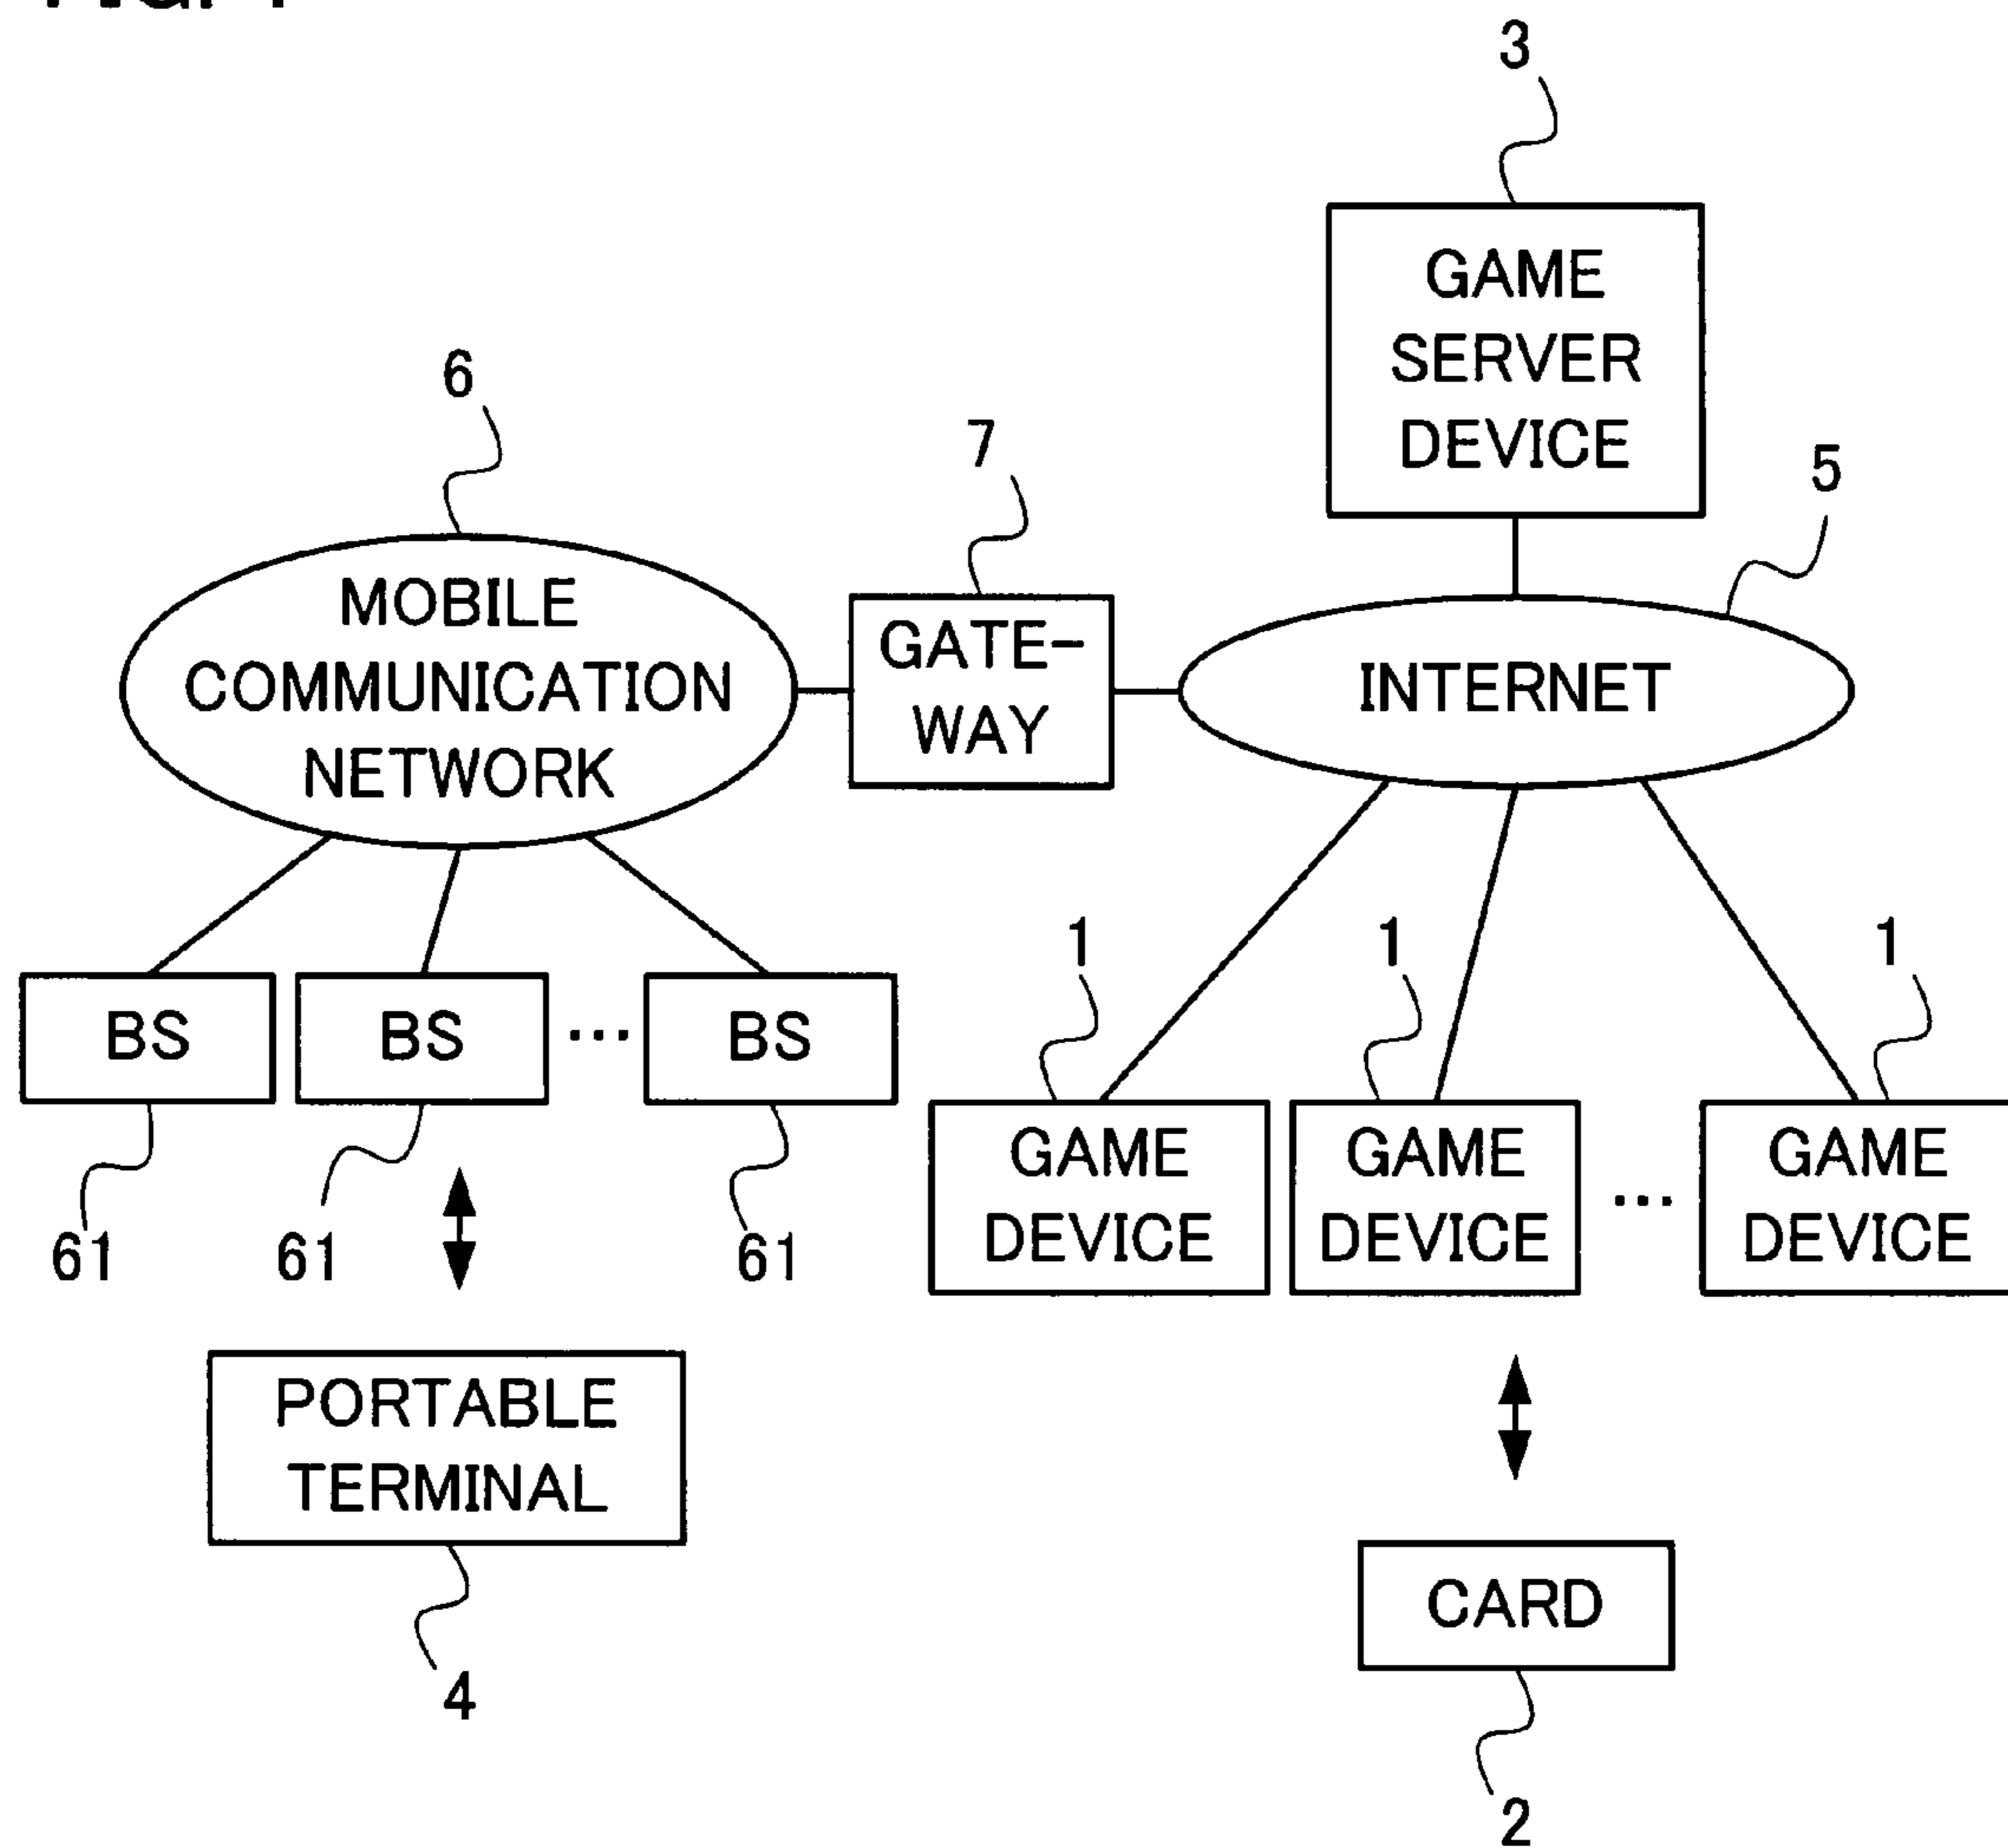 3
GAME
SERVER
DEVICE
6
7
5
MOBILE
COMMUNICATION
NETWORK
GATE-
WAY
INTERNET
1 1 1
BS BS ... BS
GAME
DEVICE
GAME
DEVICE
...
GAME
DEVICE
61 61 61
PORTABLE
TERMINAL
CARD
4
2